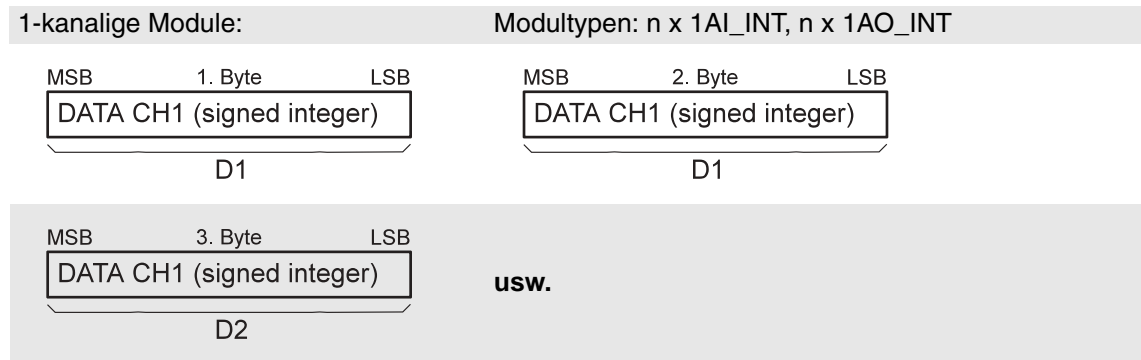 1-kanalige Module: Modultypen: n x 1AI_INT, n x 1AO_INT
MSB 1. Byte LSB MSB 2. Byte LSB
DATA CH1 (signed integer) DATA CH1 (signed integer)
D1 D1
MSB 3. Byte LSB
DATA CH1 (signed integer) usw.
D2